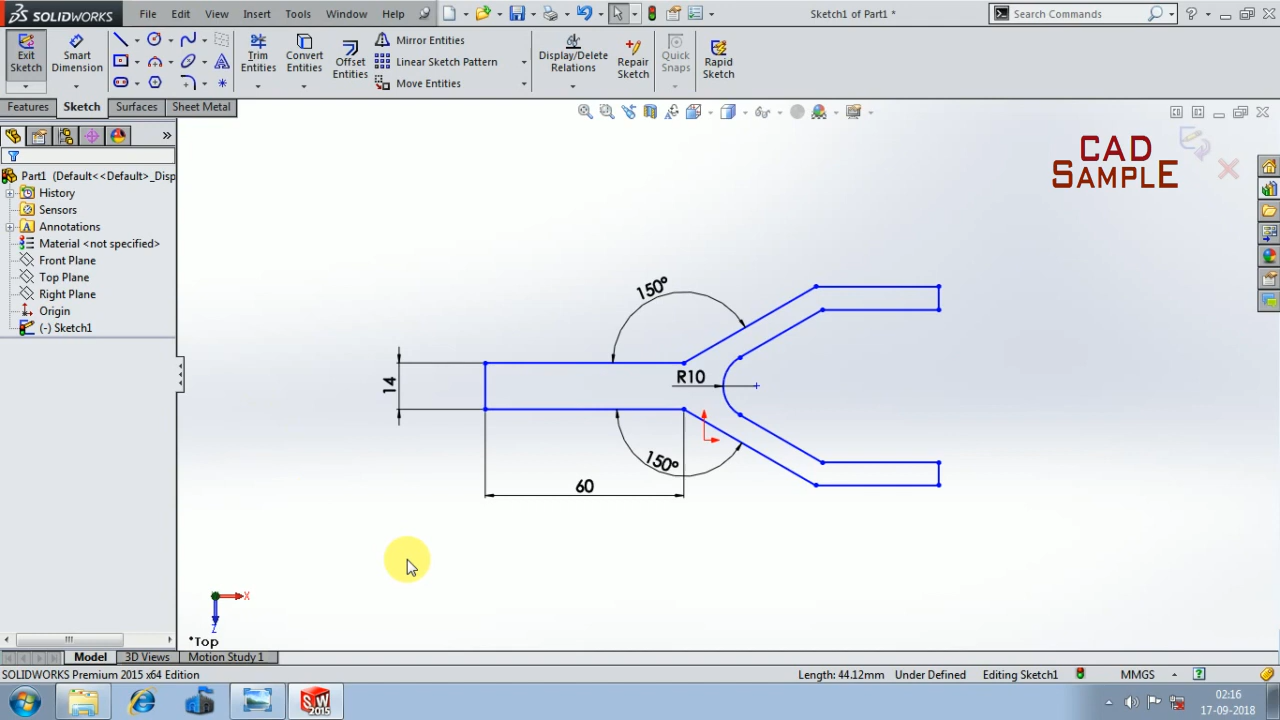 SOLIDWORKS
File Edit View Insert Tools Window Help
Sketch1 of Part1 *
Search Commands
Exit Sketch
Smart Dimension
Trim Entities
Convert Entities
Offset Entities
Mirror Entities
Linear Sketch Pattern
Move Entities
Display/Delete Relations
Repair Sketch
Quick Snaps
Rapid Sketch
Features Sketch Surfaces Sheet Metal
CAD
SAMPLE
Part1 (Default<<Default>_Disp
History
Sensors
Annotations
Material <not specified>
Front Plane
Top Plane
Right Plane
Origin
(-) Sketch1
150°
R10
14
150°
60
X
Z
*Top
Model 3D Views Motion Study 1
SOLIDWORKS Premium 2015 x64 Edition
Length: 44.12mm Under Defined Editing Sketch1 MMGS
SW
2015
02:16
17-09-2018